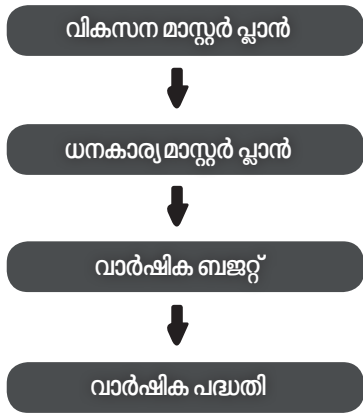 വികസന മാസ്റ്റർ പ്ലാൻ
ധനകാര്യ മാസ്റ്റർ പ്ലാൻ
വാർഷിക ബജറ്റ്
വാർഷിക പദ്ധതി